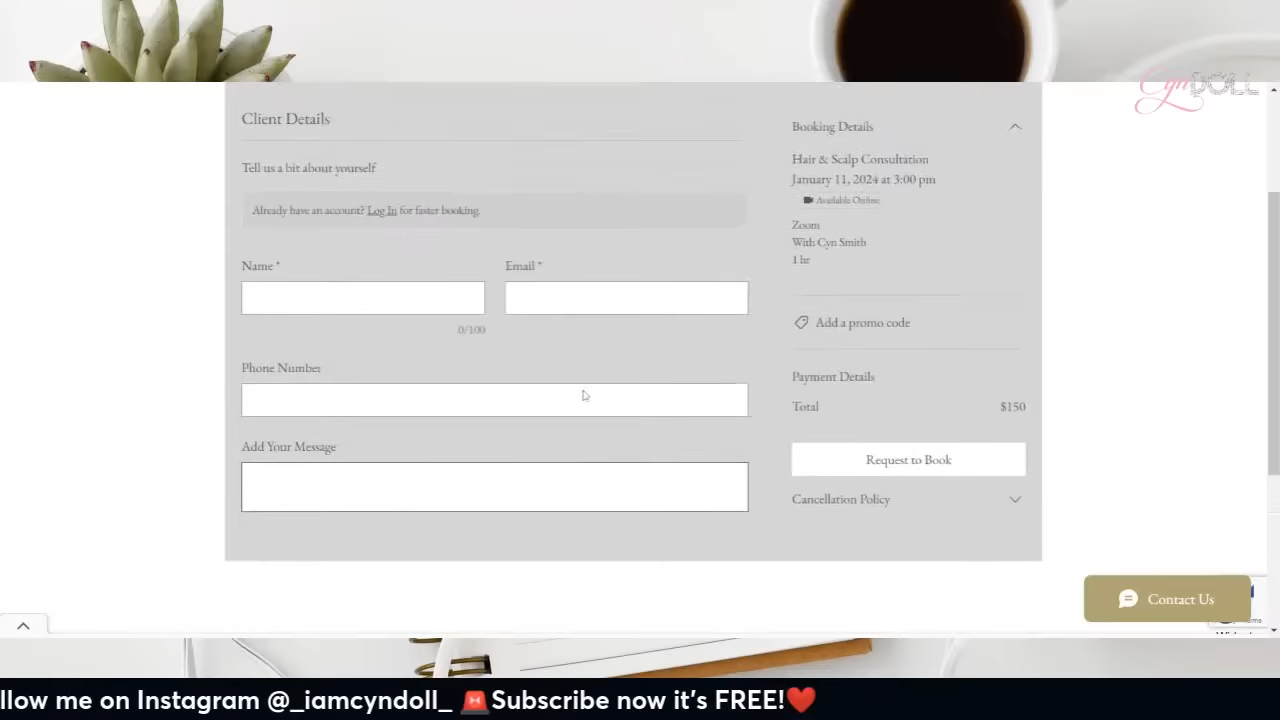 Cyn DOLL
Client Details
Tell us a bit about yourself
Already have an account? Log In for faster booking.
Name *
Email *
0/100
Phone Number
Add Your Message
Booking Details
Hair & Scalp Consultation
January 11, 2024 at 3:00 pm
Available Online
Zoom
With Cyn Smith
1 hr
Add a promo code
Payment Details
Total $150
Request to Book
Cancellation Policy
Contact Us
llow me on Instagram @_iamcyndoll_ 🚨Subscribe now it's FREE!❤️